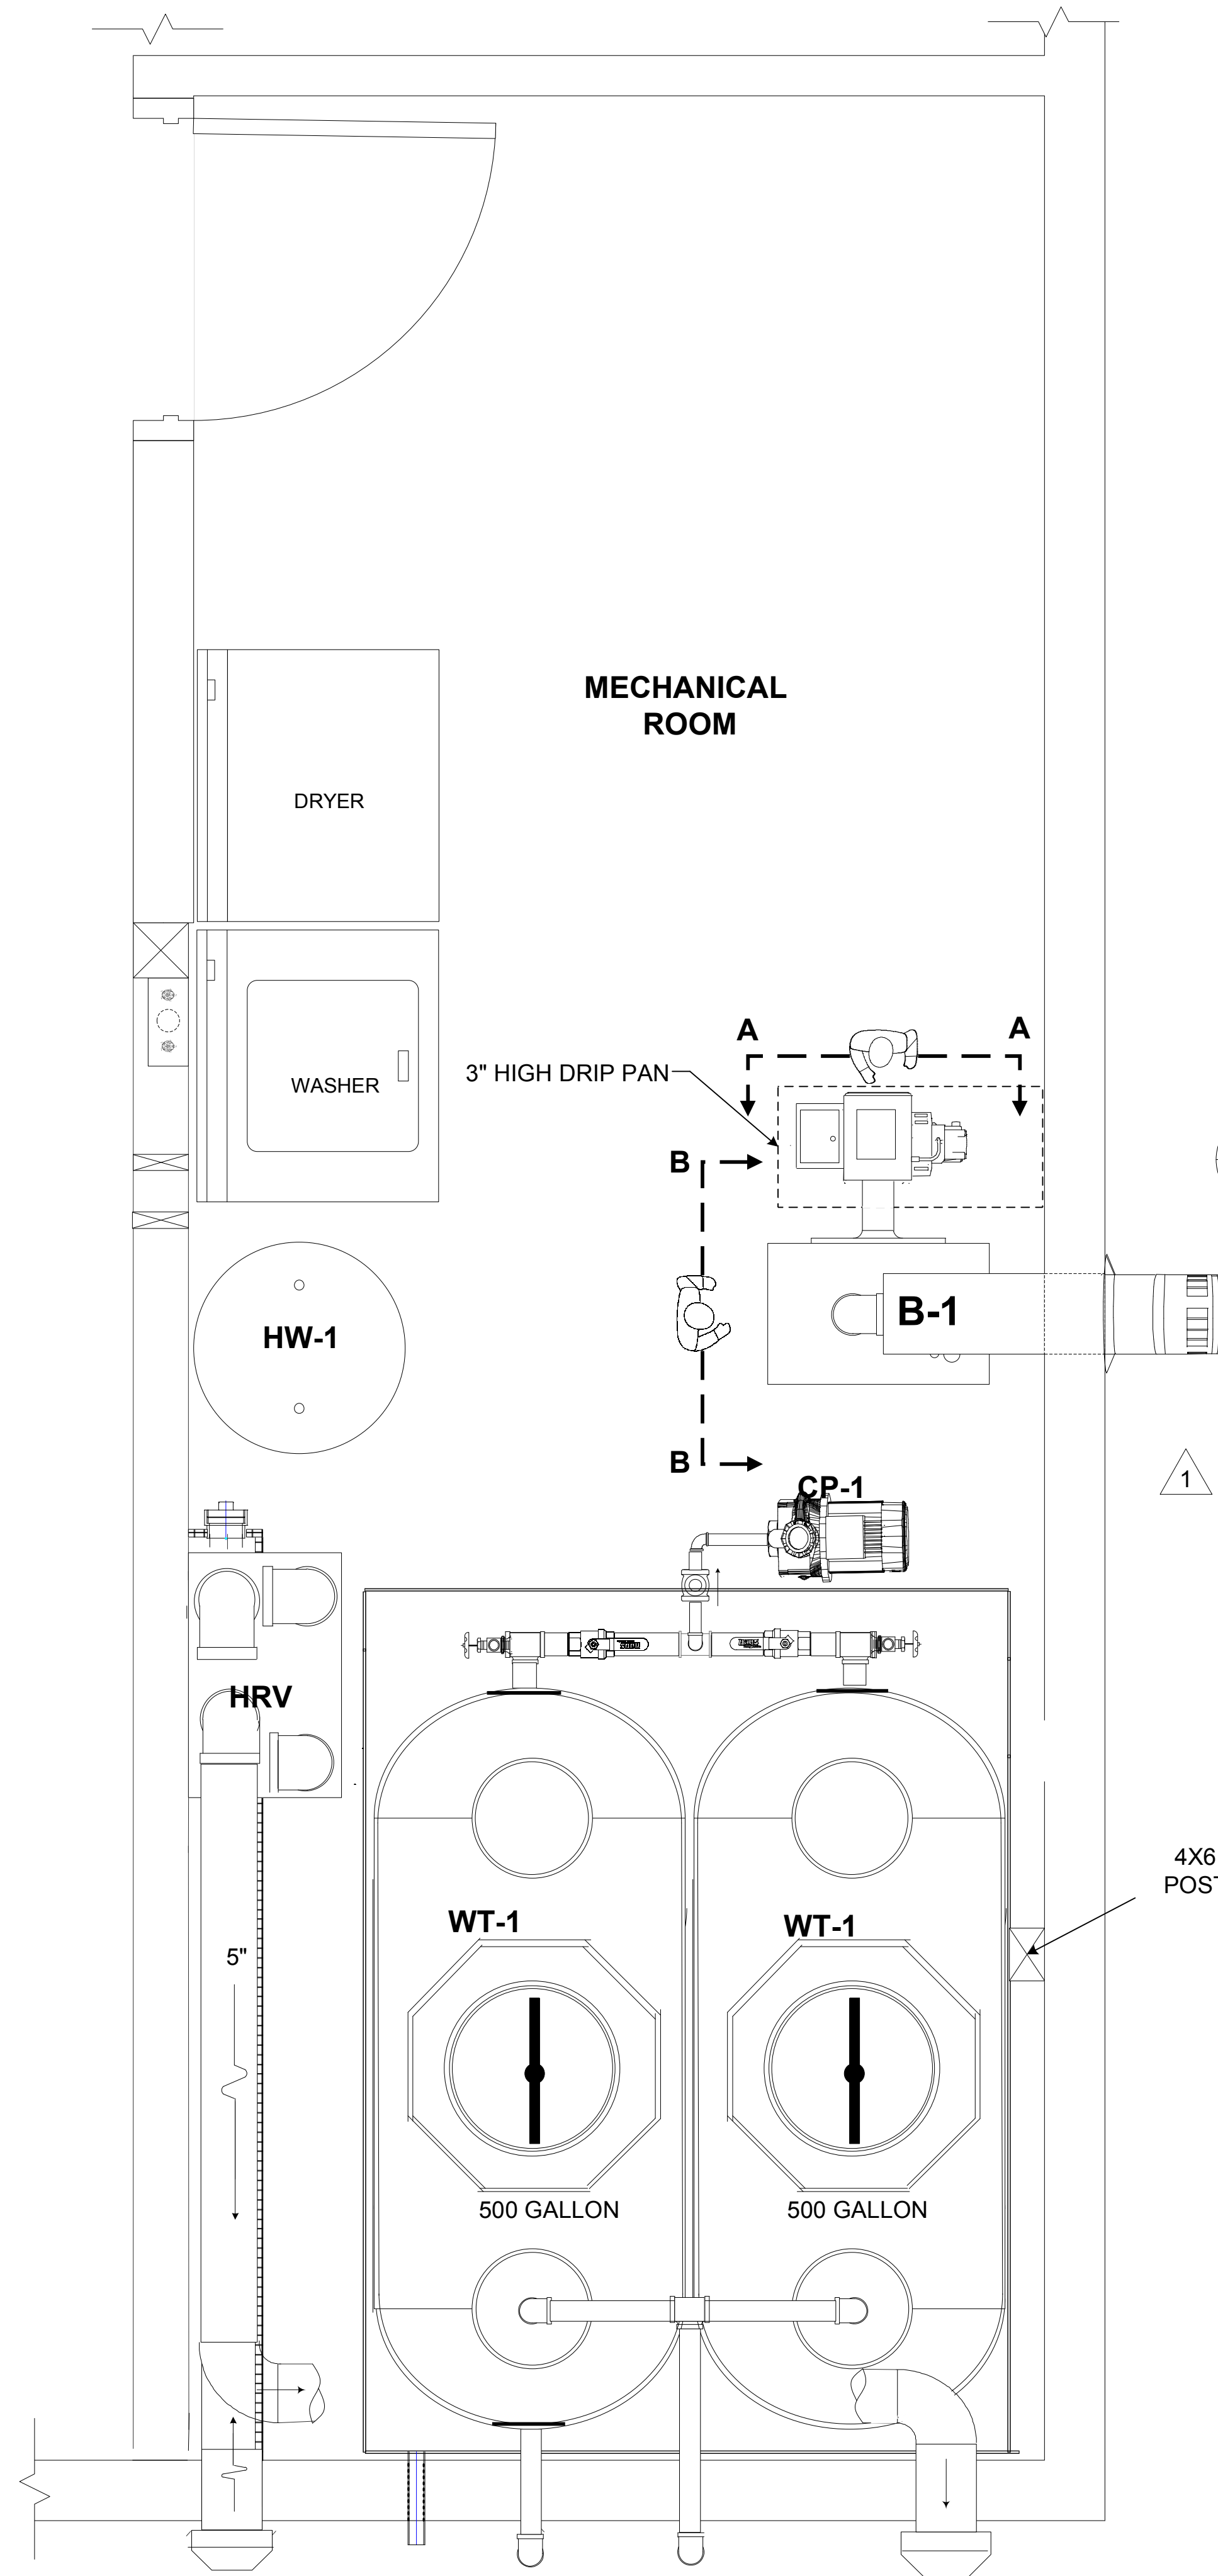 MECHANICAL
ROOM
DRYER
A
A
3" HIGH DRIP PAN
WASHER
B
B-1
HW-1
B
CP-1
1
HRV
4X6
POST
WT-1
WT-1
5"
500 GALLON
500 GALLON